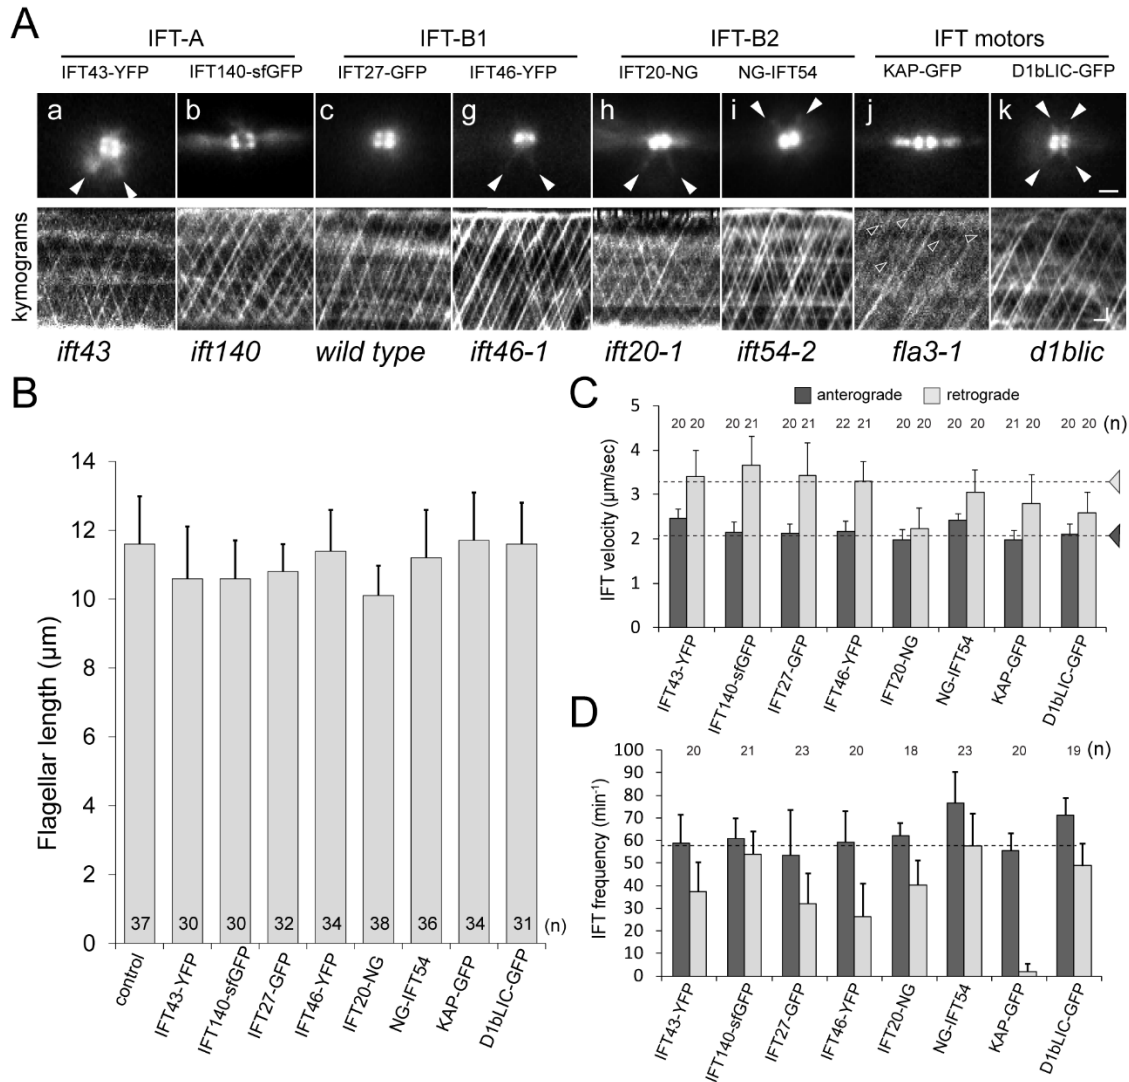 A
IFT-A IFT-B1 IFT-B2 IFT motors
IFT43-YFP IFT140-sfGFP IFT27-GFP IFT46-YFP IFT20-NG NG-IFT54 KAP-GFP D1bLIC-GFP
a b c g h i j k
kymograms
ift43 ift140 wild type ift46-1 ift20-1 ift54-2 fla3-1 d1blic
B
Flagellar length (µm)
14
12
10
8
6
4
2
0
37 30 30 32 34 38 36 34 31 (n)
control IFT43-YFP IFT140-sfGFP IFT27-GFP IFT46-YFP IFT20-NG NG-IFT54 KAP-GFP D1bLIC-GFP
C
anterograde retrograde
IFT velocity (µm/sec)
5
4
3
2
1
0
20 20 20 21 20 21 22 21 20 20 20 20 21 20 20 20 (n)
IFT43-YFP IFT140-sfGFP IFT27-GFP IFT46-YFP IFT20-NG NG-IFT54 KAP-GFP D1bLIC-GFP
D
IFT frequency (min⁻¹)
100
90
80
70
60
50
40
30
20
10
0
20 21 23 20 18 23 20 19 (n)
IFT43-YFP IFT140-sfGFP IFT27-GFP IFT46-YFP IFT20-NG NG-IFT54 KAP-GFP D1bLIC-GFP